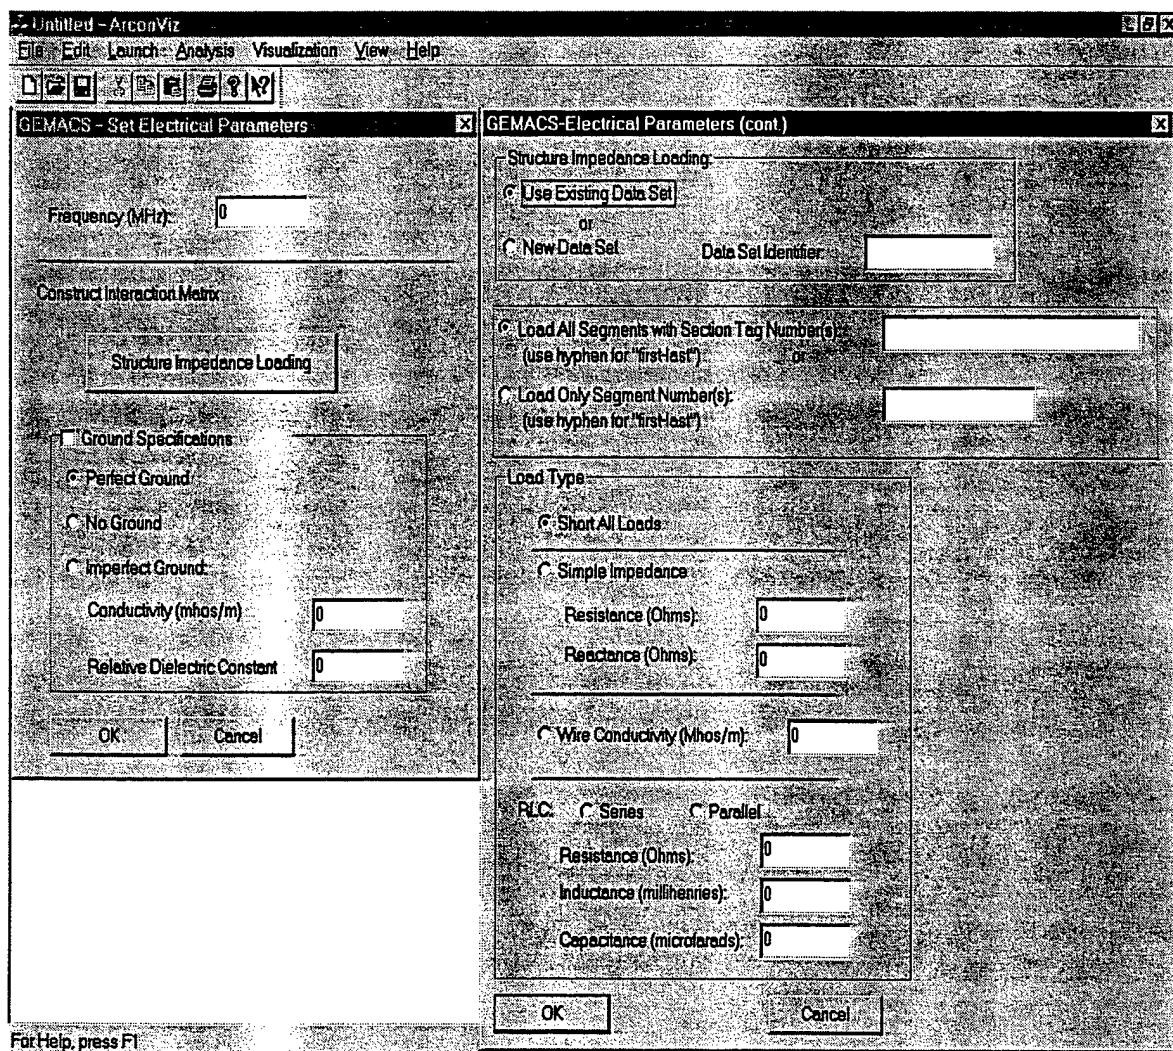 Untitled - ArconViz
File Edit Launch Analysis Visualization View Help
GEMACS - Set Electrical Parameters
Frequency (MHz): 0
Construct Interaction Matrix
Structure Impedance Loading
Ground Specifications
Perfect Ground
No Ground
Imperfect Ground:
Conductivity (mhos/m) 0
Relative Dielectric Constant 0
OK Cancel
GEMACS-Electrical Parameters (cont.)
Structure Impedance Loading:
Use Existing Data Set
or
New Data Set Data Set Identifier:
Load All Segments with Section Tag Number(s):
(use hyphen for "first-last") or
Load Only Segment Number(s):
(use hyphen for "first-last")
Load Type
Short All Loads
Simple Impedance
Resistance (Ohms): 0
Reactance (Ohms): 0
Wire Conductivity (Mhos/m): 0
RLC: Series Parallel
Resistance (Ohms): 0
Inductance (millihenries): 0
Capacitance (microfarads): 0
OK Cancel
For Help, press F1